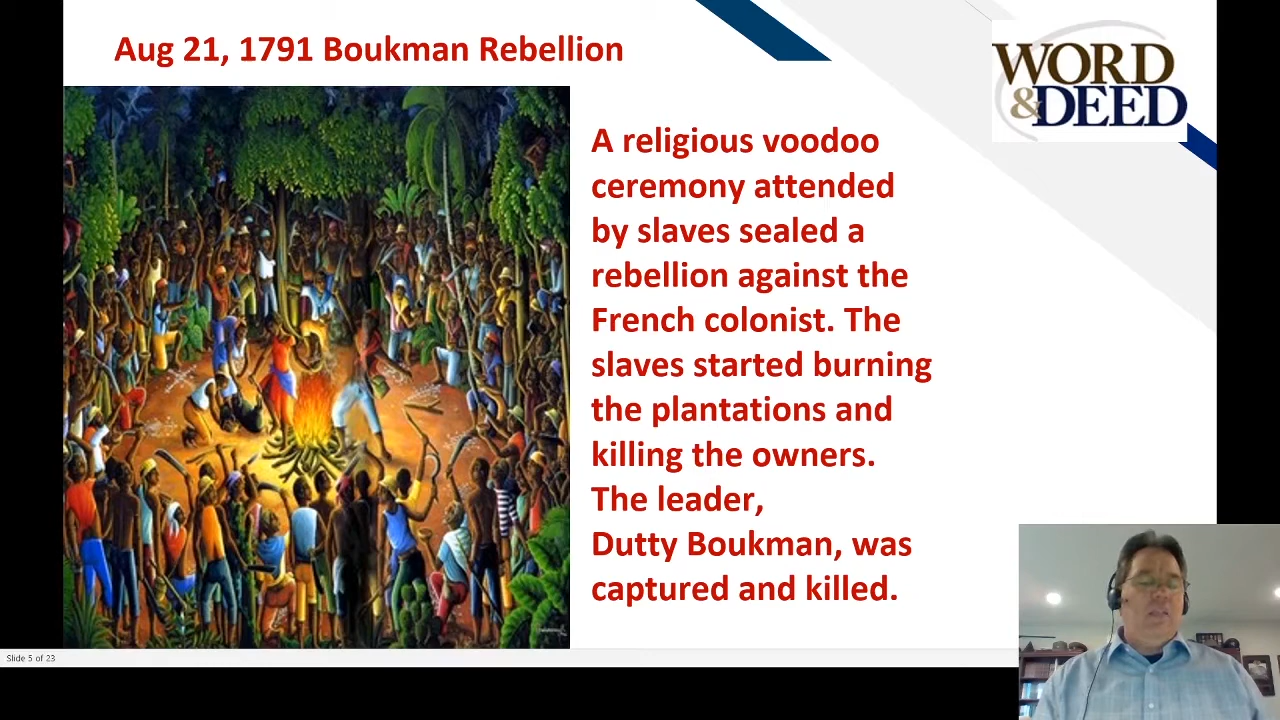 Aug 21, 1791 Boukman Rebellion
WORD
&DEED
A religious voodoo
ceremony attended
by slaves sealed a
rebellion against the
French colonist. The
slaves started burning
the plantations and
killing the owners.
The leader,
Dutty Boukman, was
captured and killed.
Slide 5 of 23